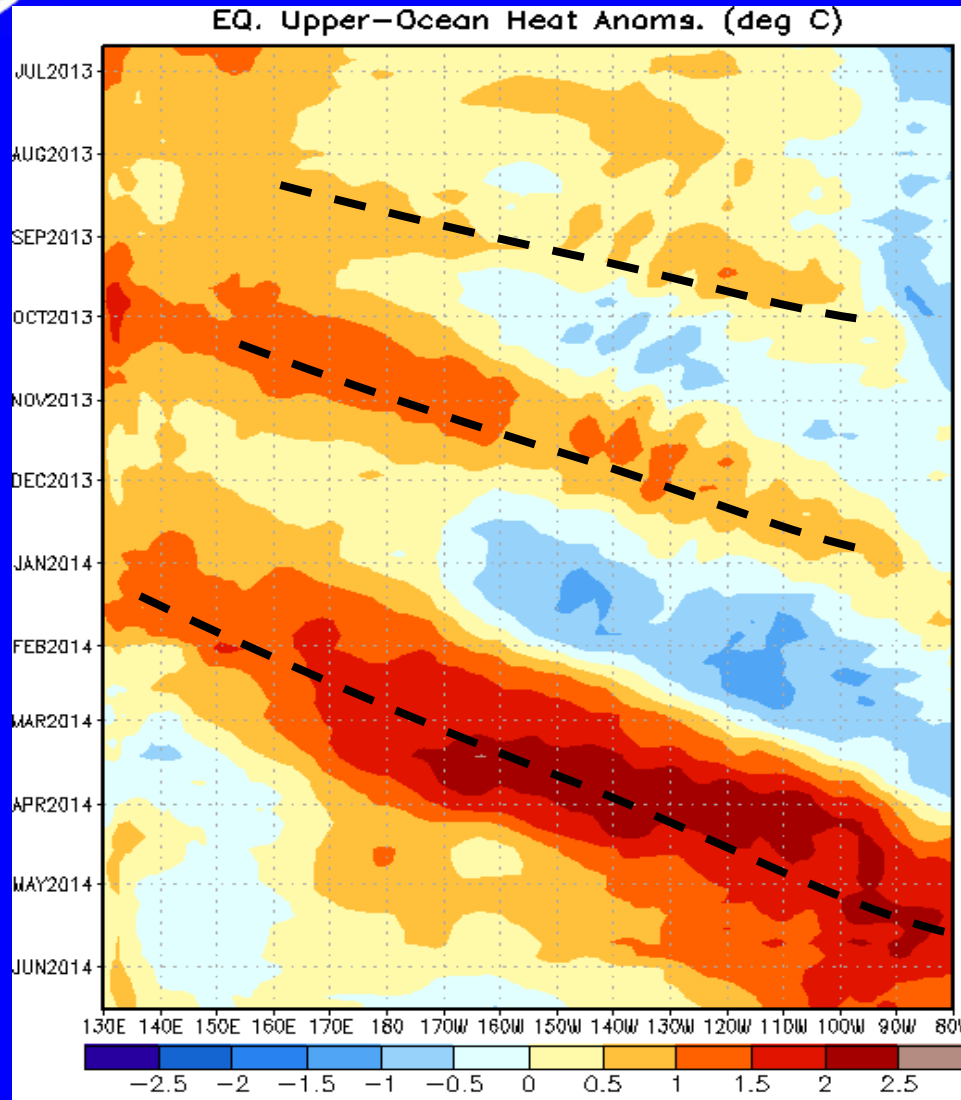 EQ. Upper-Ocean Heat Anoms. (deg C)
JUL2013
AUG2013
SEP2013
OCT2013
NOV2013
DEC2013
JAN2014
FEB2014
MAR2014
APR2014
MAY2014
JUN2014
130E 140E 150E 160E 170E 180 170W 160W 150W 140W 130W 120W 110W 100W 90W 80W
-2.5 -2 -1.5 -1 -0.5 0 0.5 1 1.5 2 2.5